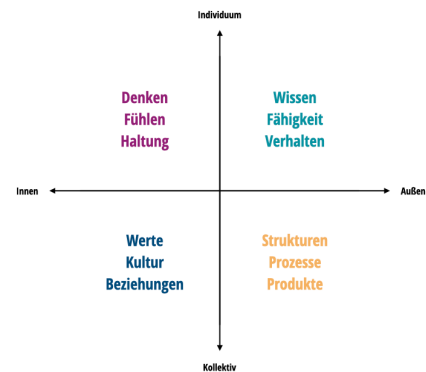 Individuum
Denken
Fühlen
Haltung
Wissen
Fähigkeit
Verhalten
Innen
Außen
Werte
Kultur
Beziehungen
Strukturen
Prozesse
Produkte
Kollektiv